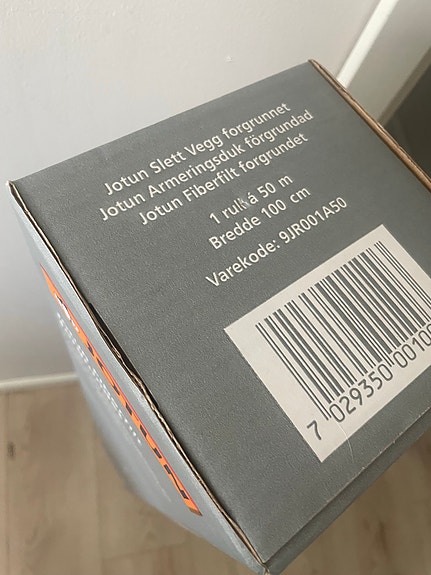 Jotun Slett Vegg forgrunnet
Jotun Armeringsduk förgrundad
Jotun Fiberfilt forgrundet
1 rull á 50 m
Bredde 100 cm
Varekode: 9JR001A50
7 029350 00100